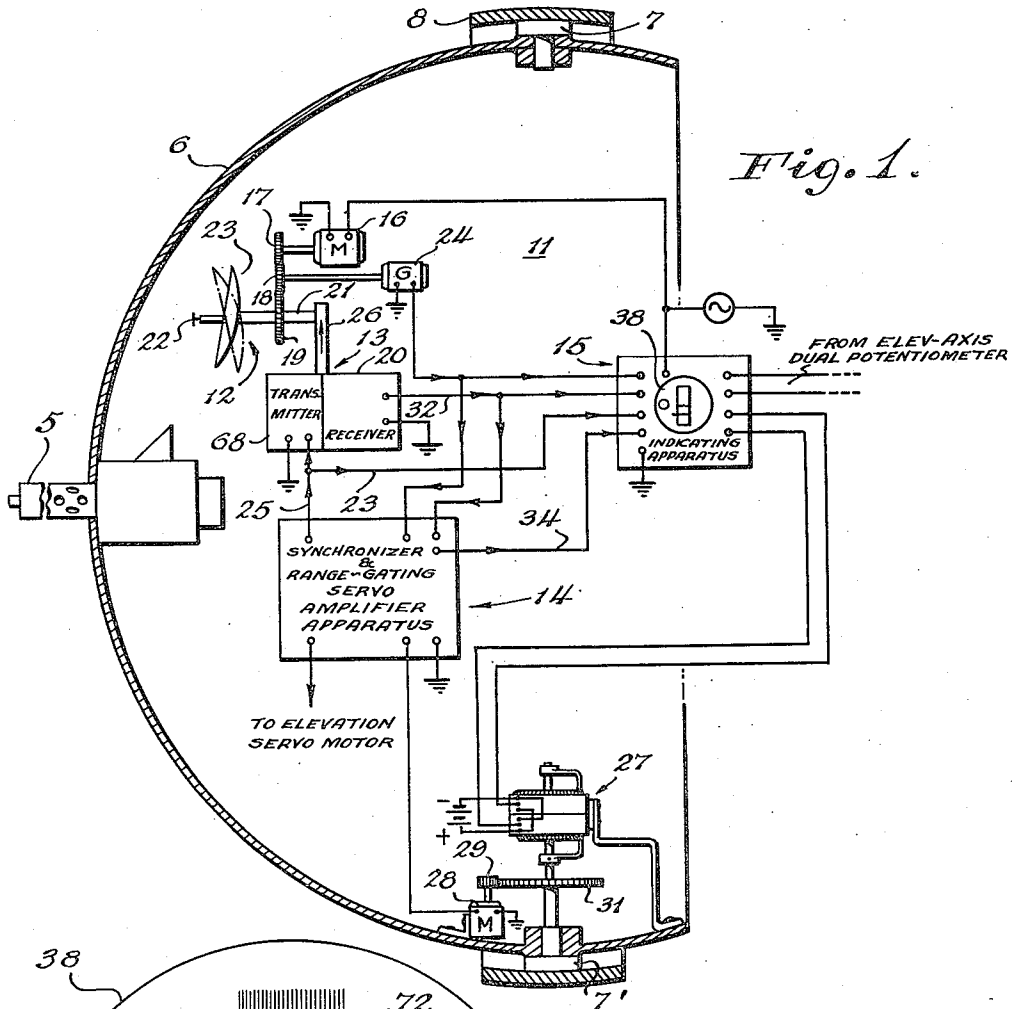 8
7
Fig. 1.
6
17
16
M
23
24
G
11
18
21
26
22
19
13
20
12
15
38
FROM ELEV-AXIS
DUAL POTENTIOMETER
TRANS-
MITTER
RECEIVER
32
68
INDICATING
APPARATUS
5
23
25
34
SYNCHRONIZER
&
RANGE-GATING
SERVO
AMPLIFIER
APPARATUS
14
TO ELEVATION
SERVO MOTOR
27
-
+
29
28
M
31
7'
38
72